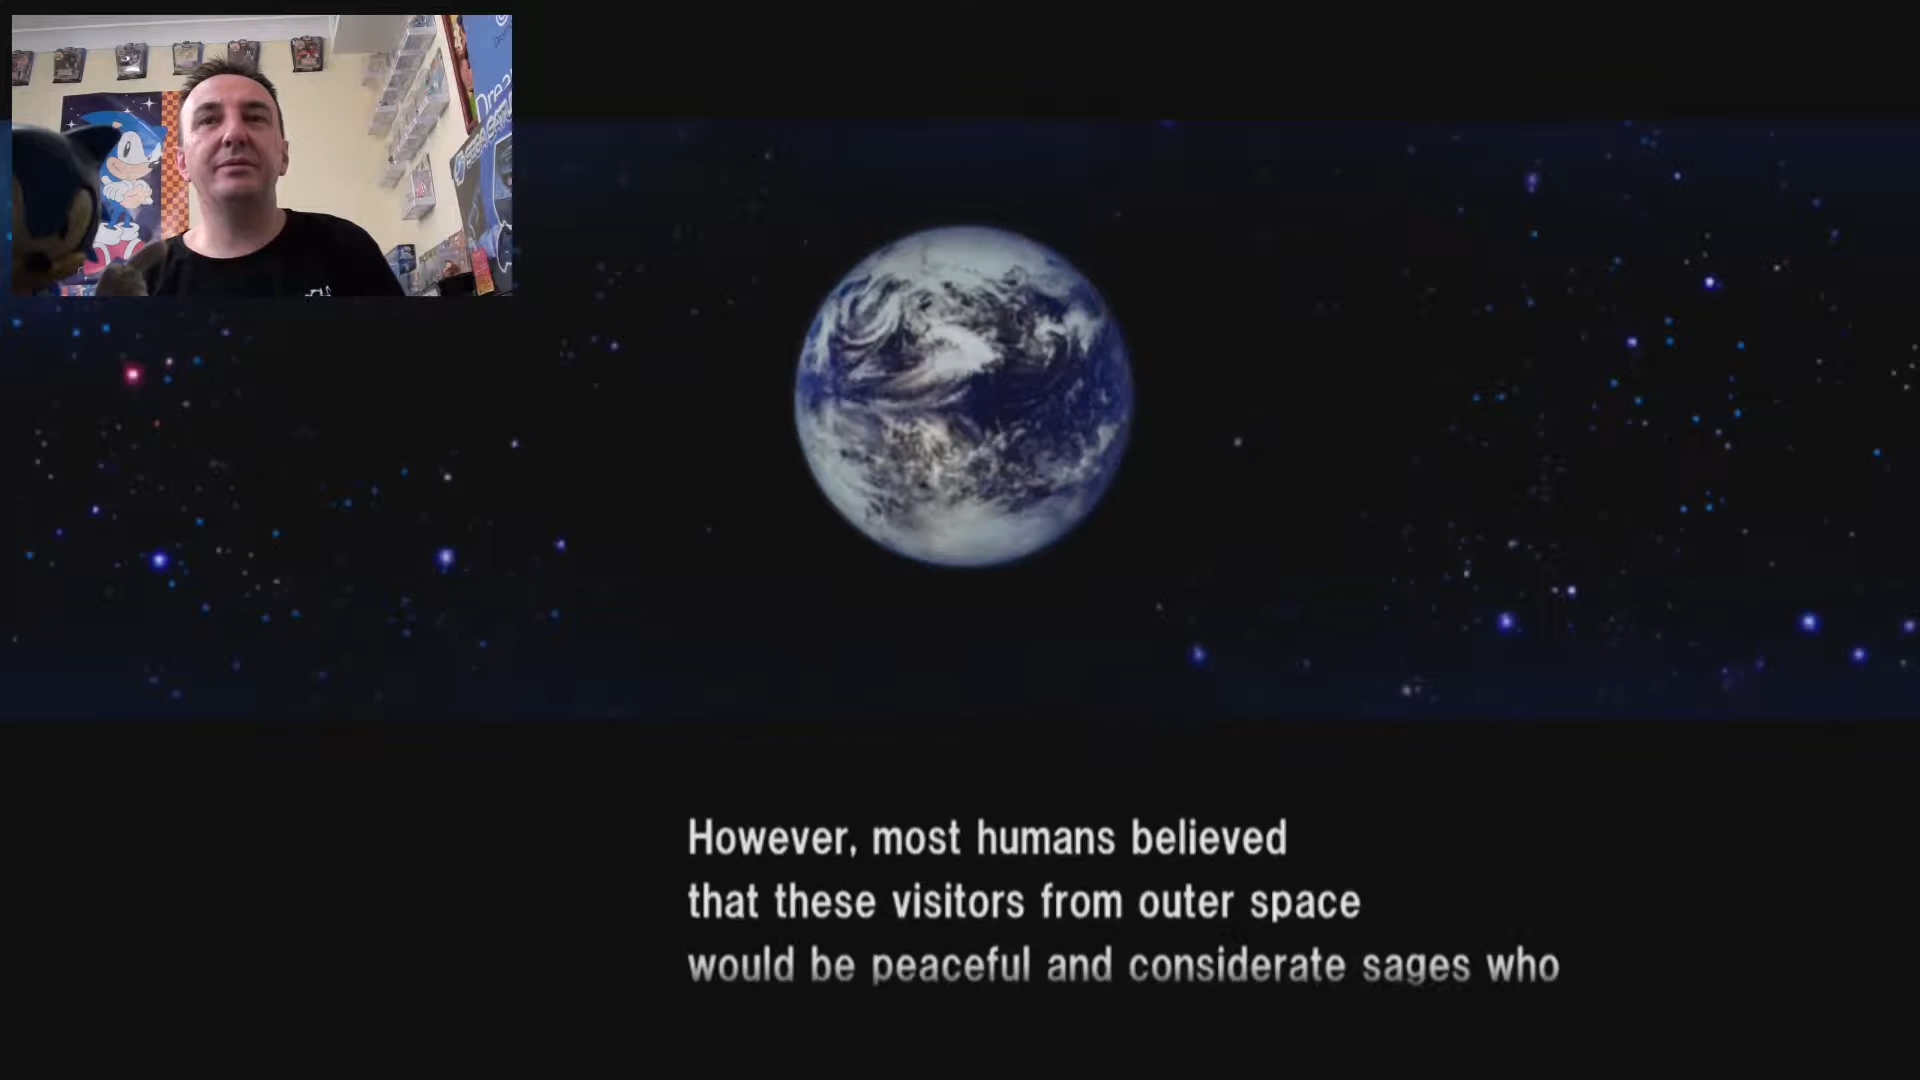 However, most humans believed
that these visitors from outer space
would be peaceful and considerate sages who